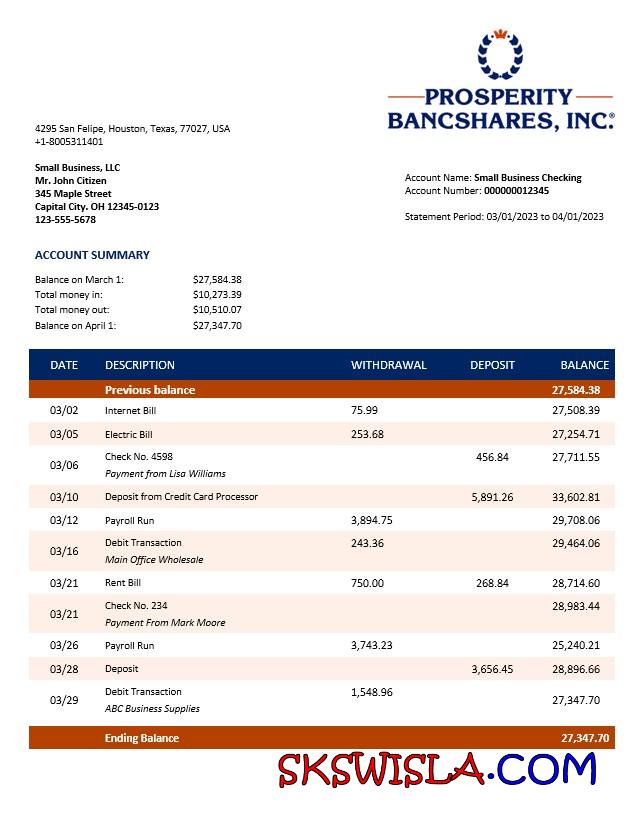 PROSPERITY
BANCSHARES, INC.®
4295 San Felipe, Houston, Texas, 77027, USA
+1-8005311401
Small Business, LLC
Mr. John Citizen
345 Maple Street
Capital City. OH 12345-0123
123-555-5678
Account Name: Small Business Checking
Account Number: 000000012345
Statement Period: 03/01/2023 to 04/01/2023
ACCOUNT SUMMARY
Balance on March 1: $27,584.38
Total money in: $10,273.39
Total money out: $10,510.07
Balance on April 1: $27,347.70
DATE DESCRIPTION WITHDRAWAL DEPOSIT BALANCE
Previous balance 27,584.38
03/02 Internet Bill 75.99 27,508.39
03/05 Electric Bill 253.68 27,254.71
03/06 Check No. 4598 456.84 27,711.55
Payment from Lisa Williams
03/10 Deposit from Credit Card Processor 5,891.26 33,602.81
03/12 Payroll Run 3,894.75 29,708.06
03/16 Debit Transaction 243.36 29,464.06
Main Office Wholesale
03/21 Rent Bill 750.00 268.84 28,714.60
03/21 Check No. 234 28,983.44
Payment From Mark Moore
03/26 Payroll Run 3,743.23 25,240.21
03/28 Deposit 3,656.45 28,896.66
03/29 Debit Transaction 1,548.96 27,347.70
ABC Business Supplies
Ending Balance 27,347.70
SKSWISLA.COM